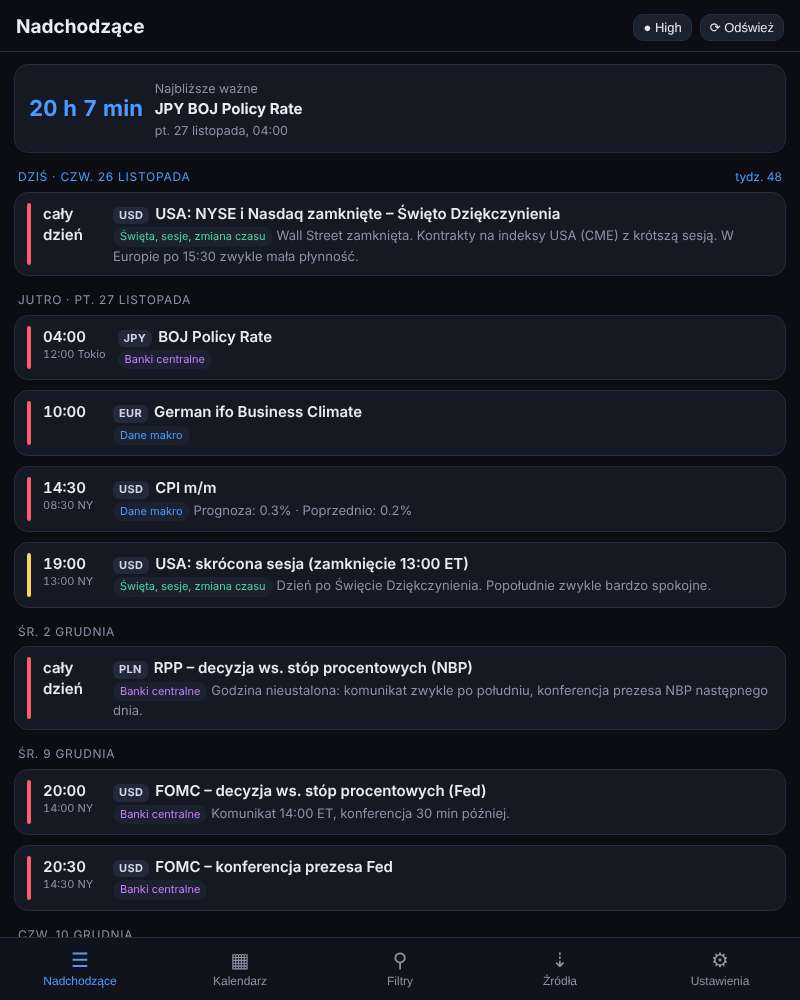 Nadchodzące
● High
⟳ Odśwież
20 h 7 min
Najbliższe ważne
JPY BOJ Policy Rate
pt. 27 listopada, 04:00
DZIŚ · CZW. 26 LISTOPADA
tydz. 48
cały dzień
USD USA: NYSE i Nasdaq zamknięte – Święto Dziękczynienia
Święta, sesje, zmiana czasu Wall Street zamknięta. Kontrakty na indeksy USA (CME) z krótszą sesją. W
Europie po 15:30 zwykle mała płynność.
JUTRO · PT. 27 LISTOPADA
04:00
12:00 Tokio
JPY BOJ Policy Rate
Banki centralne
10:00
EUR German ifo Business Climate
Dane makro
14:30
08:30 NY
USD CPI m/m
Dane makro Prognoza: 0.3% · Poprzednio: 0.2%
19:00
13:00 NY
USD USA: skrócona sesja (zamknięcie 13:00 ET)
Święta, sesje, zmiana czasu Dzień po Święcie Dziękczynienia. Popołudnie zwykle bardzo spokojne.
ŚR. 2 GRUDNIA
cały dzień
PLN RPP – decyzja ws. stóp procentowych (NBP)
Banki centralne Godzina nieustalona: komunikat zwykle po południu, konferencja prezesa NBP następnego
dnia.
ŚR. 9 GRUDNIA
20:00
14:00 NY
USD FOMC – decyzja ws. stóp procentowych (Fed)
Banki centralne Komunikat 14:00 ET, konferencja 30 min później.
20:30
14:30 NY
USD FOMC – konferencja prezesa Fed
Banki centralne
CZW. 10 GRUDNIA
Nadchodzące
Kalendarz
Filtry
Źródła
Ustawienia